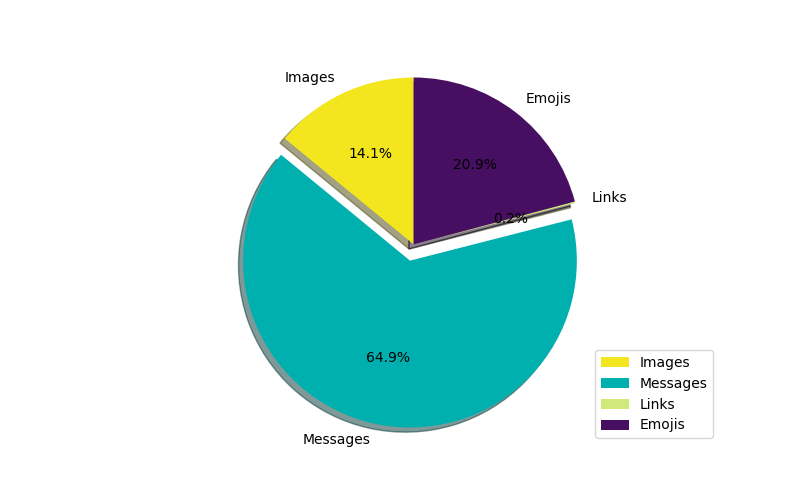 Images
Emojis
14.1%
20.9%
Links
0.2%
64.9%
Messages
Images
Messages
Links
Emojis